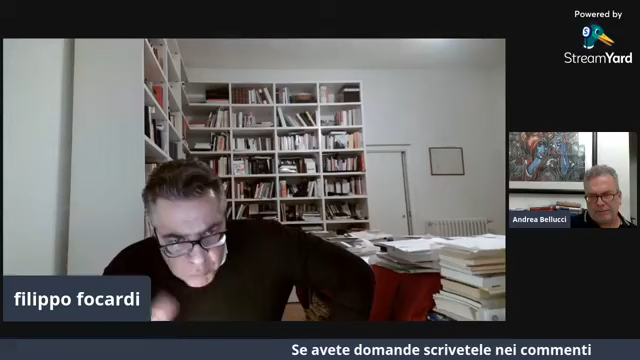 Powered by
StreamYard
Andrea Bellucci
filippo focardi
Se avete domande scrivetele nei commenti